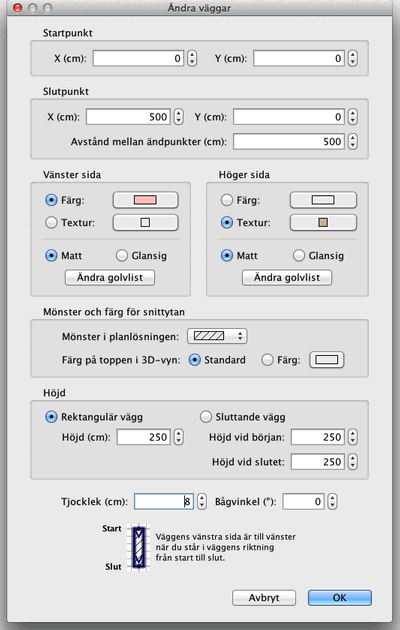 Ändra väggar
Startpunkt
X (cm): 0 Y (cm): 0
Slutpunkt
X (cm): 500 Y (cm): 0
Avstånd mellan ändpunkter (cm): 500
Vänster sida Höger sida
Färg: Färg:
Textur: Textur:
Matt Glansig Matt Glansig
Ändra golvlist Ändra golvlist
Mönster och färg för snittytan
Mönster i planlösningen:
Färg på toppen i 3D-vyn: Standard Färg:
Höjd
Rektangulär vägg Sluttande vägg
Höjd (cm): 250 Höjd vid början: 250
Höjd vid slutet: 250
Tjocklek (cm): 8 Bågvinkel (°): 0
Start
Väggens vänstra sida är till vänster
när du står i väggens riktning
från start till slut.
Slut
Avbryt OK